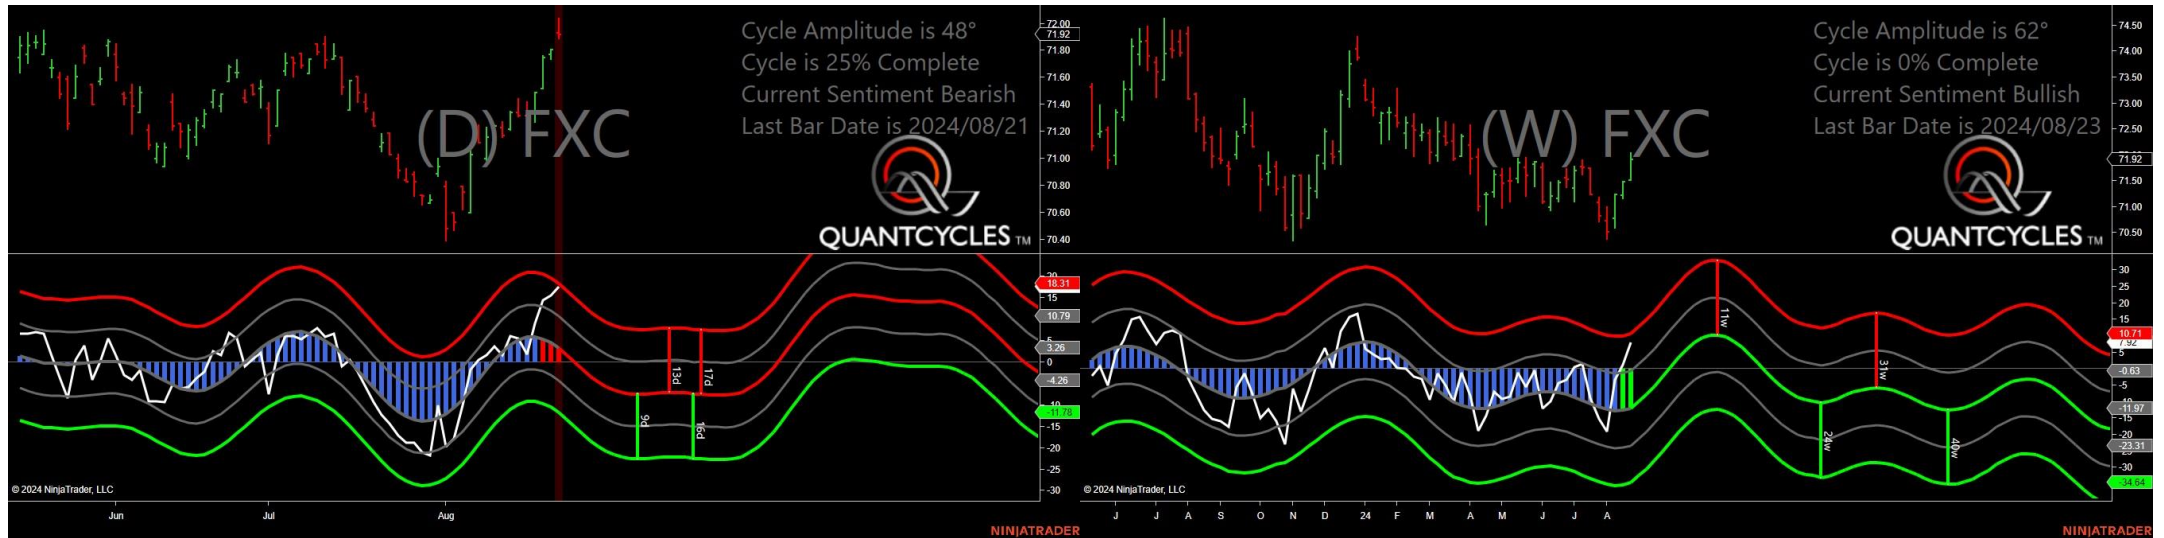 Cycle Amplitude is 48°
Cycle is 25% Complete
Current Sentiment Bearish
Last Bar Date is 2024/08/21
(D) FXC
QUANTCYCLES TM
72.00
71.92
71.80
71.60
71.40
71.20
71.00
70.80
70.60
70.40
20
18.31
15
10.79
5
3.26
0
-4.26
-10
-11.78
-15
-20
-25
-30
13d
17d
9d
16d
© 2024 NinjaTrader, LLC
Jun Jul Aug
NINJATRADER
Cycle Amplitude is 62°
Cycle is 0% Complete
Current Sentiment Bullish
Last Bar Date is 2024/08/23
(W) FXC
QUANTCYCLES TM
74.50
74.00
73.50
73.00
72.50
71.92
71.50
71.00
70.50
30
25
20
15
10.71
7.92
5
-0.63
-5
-11.97
-15
-20
-23.31
-30
-34.64
11w
31w
24w
40w
© 2024 NinjaTrader, LLC
J J A S O N D 24 F M A M J J A
NINJATRADER